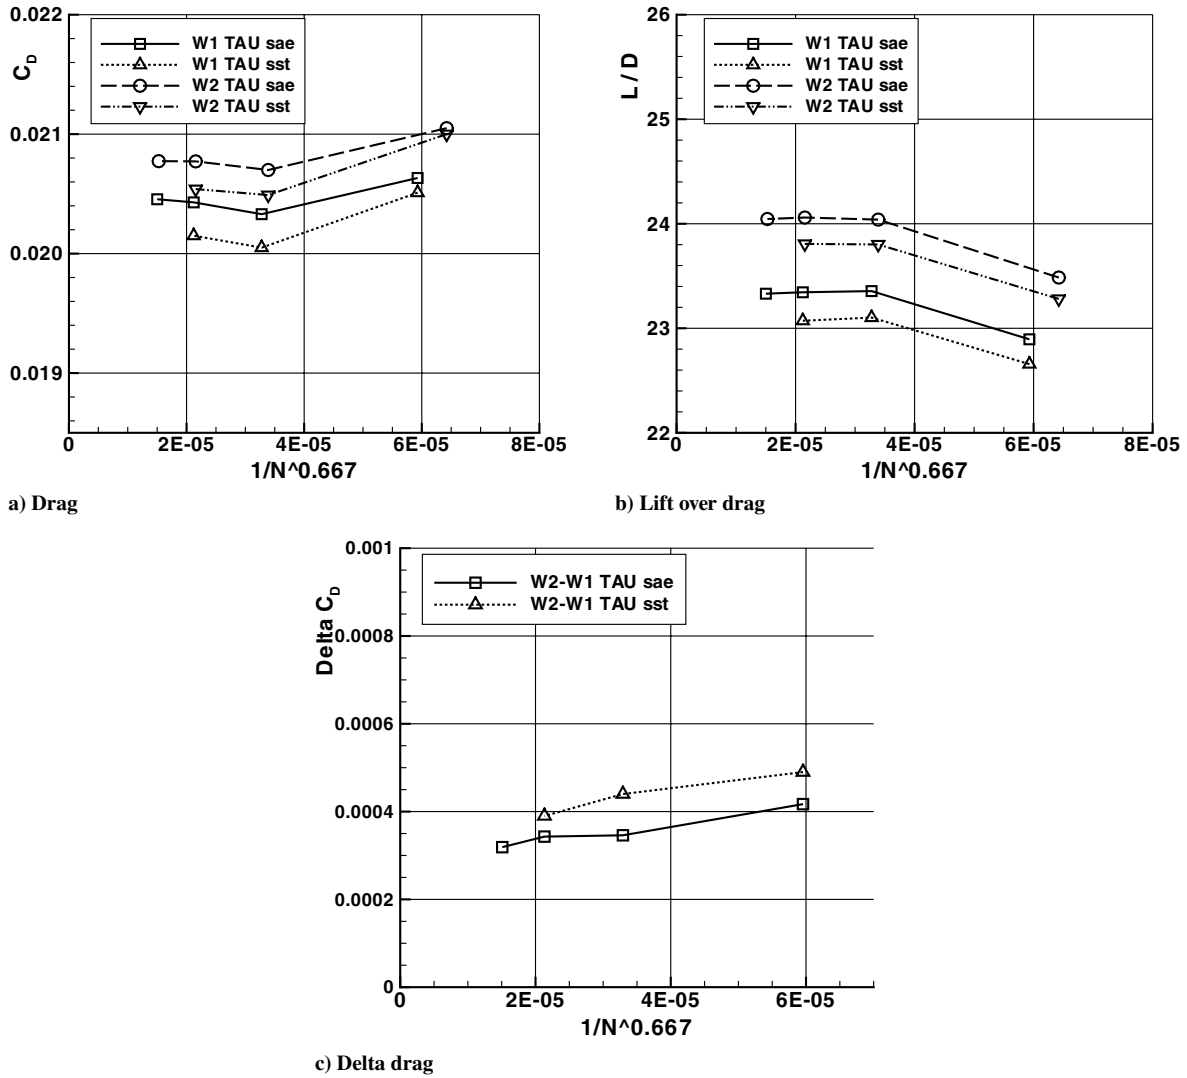 0.022
0.021
0.020
0.019
C_D
W1 TAU sae
W1 TAU sst
W2 TAU sae
W2 TAU sst
0
2E-05
4E-05
6E-05
8E-05
1/N^0.667
a) Drag
26
25
24
23
22
L / D
W1 TAU sae
W1 TAU sst
W2 TAU sae
W2 TAU sst
0
2E-05
4E-05
6E-05
8E-05
1/N^0.667
b) Lift over drag
0.001
0.0008
0.0006
0.0004
0.0002
0
Delta C_D
W2-W1 TAU sae
W2-W1 TAU sst
0
2E-05
4E-05
6E-05
1/N^0.667
c) Delta drag